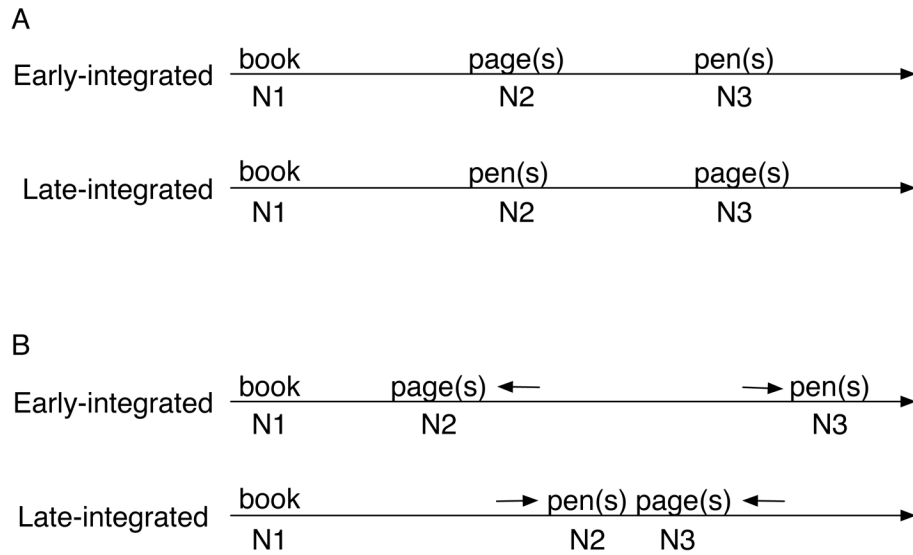 A
Early-integrated book page(s) pen(s)
N1 N2 N3
Late-integrated book pen(s) page(s)
N1 N2 N3
B
Early-integrated book page(s) pen(s)
N1 N2 N3
Late-integrated book pen(s) page(s)
N1 N2 N3